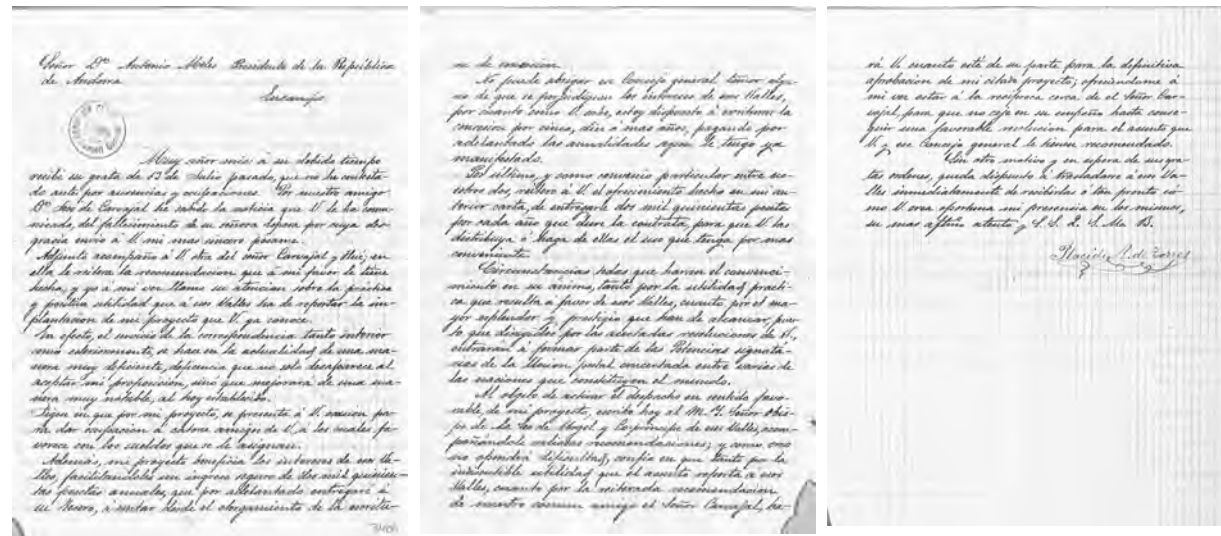 Señor Dn Antonio Moles Presidente de la República
de Andorra
Encamp
Muy señor mio: á su debido tiempo
recibí su grata de 13 de Julio pasado, que no he contesta-
do antes por ausencias y ocupaciones. Por nuestro amigo
Dn de Carvajal he sabido la noticia que V. le ha comu-
nicado, del fallecimiento de su señora esposa por cuya des-
gracia envio á V. mi mas sincero pésame.
Adjunta acompaño á V. otra del señor Carvajal y Hué; en
ella le reitera la recomendacion que á mi favor le tiene
hecha, y yo á mi vez llamo su atencion sobre la práctica
y positiva utilidad que á esos Valles ha de reportar la im-
plantacion de mi proyecto que V. ya conoce.
En efecto, el servicio de la correspondencia tanto interior
como exteriormente, se hace en la actualidad de una ma-
nera muy deficiente, deficiencia que no solo desaparece al
aceptar mi proposicion, sino que mejorará de una ma-
nera muy notable, al hoy establecido.
en que por mi proyecto, se presenta á V. ocasion pa-
ra dar ocupacion á catorce amigos de V. á los cuales fa-
vorece con los sueldos que se le asignan.
Además, mi proyecto beneficia los intereses de esos Va-
lles, facilitandoles un ingreso seguro de dos mil quinien-
tas pesetas anuales, que por adelantado entregaré á
su Tesoro, á contar desde el otorgamiento de la
de concesion.
No puede abrigar ese Consejo general temor algu-
no de que se perjudiquen los intereses de esos Valles,
por cuanto como V. sabe, estoy dispuesto á continuar la
concesion por cinco, diez ó mas años, pagando por
adelantado las anualidades segun le tengo ya
manifestado.
Por último, y como convenio particular entre no-
sotros dos, reitero á V. el ofrecimiento hecho en mi an-
terior carta, de entregarle dos mil quinientas pesetas
por cada año que dure la contrata, para que V. las
distribuya ó haga de ellas el uso que tenga por mas
conveniente.
Circunstancias todas que haran el convenci-
miento en su ánimo, tanto por la utilidad practi-
ca que resulta á favor de esos Valles, cuanto por el ma-
yor esplendor y prestigio que han de alcanzar, pues-
to que dirigidos por las acertadas resoluciones de V.,
entrarán á formar parte de las Potencias signata-
rias de la Union postal concertada entre varias de
las naciones que constituyen el mundo.
Al objeto de activar el despacho en sentido favo-
rable, de mi proyecto, escribo hoy al M. Y. Señor Obis-
po de la Seo de Urgel y Copríncipe de esos Valles, acom-
pañándole valiosas recomendaciones; y como creo
no opondrá dificultad, confio en que tanto por la
indiscutible utilidad que el asunto reporta á esos
Valles, cuanto por la reiterada recomendacion
de nuestro comun amigo el Señor Carvajal, ha-
rá V. cuanto esté de su parte para la definitiva
aprobacion de mi citado proyecto; ofreciendome á
mi vez estar á la reciproca cerca de el Señor Car-
vajal, para que no ceje en su empeño hasta conse-
guir una favorable resolucion para el asunto que
V. y ese Consejo general le tienen recomendado.
Sin otro motivo y en espera de sus gra-
tas ordenes, queda dispuesto á trasladarse á esos Va-
lles inmediatamente de recibirlas ó tan pronto co-
mo V. crea oportuna mi presencia en los mismos,
su mas affmo atento y S. S. Q. S. M. B.
Placido A. de Torres